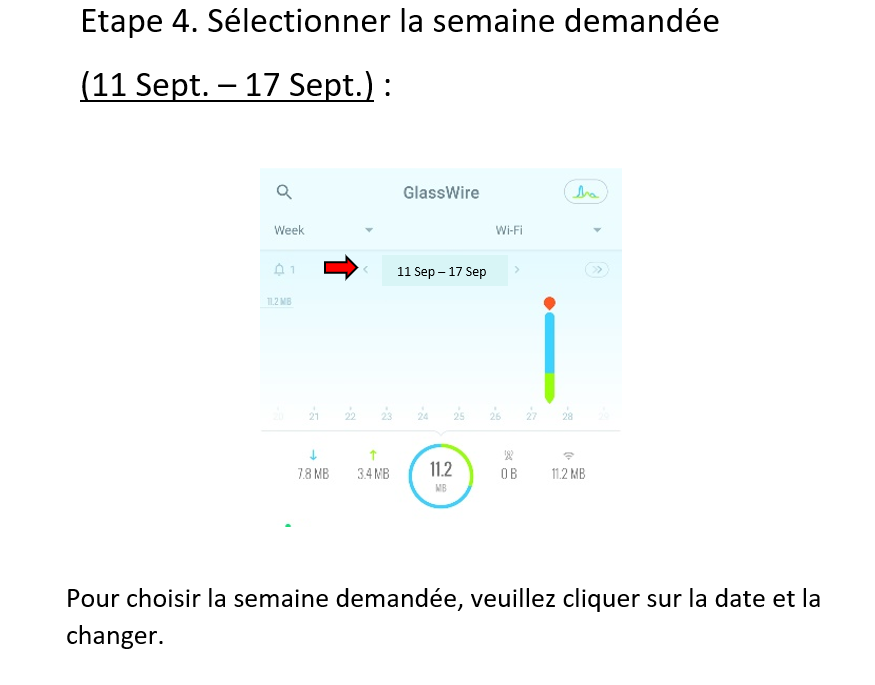 Etape 4. Sélectionner la semaine demandée
(11 Sept. – 17 Sept.) :
GlassWire
Week Wi-Fi
1 11 Sep – 17 Sep
11.2 MB
20 21 22 23 24 25 26 27 28 29
7.8 MB 3.4 MB 11.2 MB 0 B 11.2 MB
Pour choisir la semaine demandée, veuillez cliquer sur la date et la
changer.